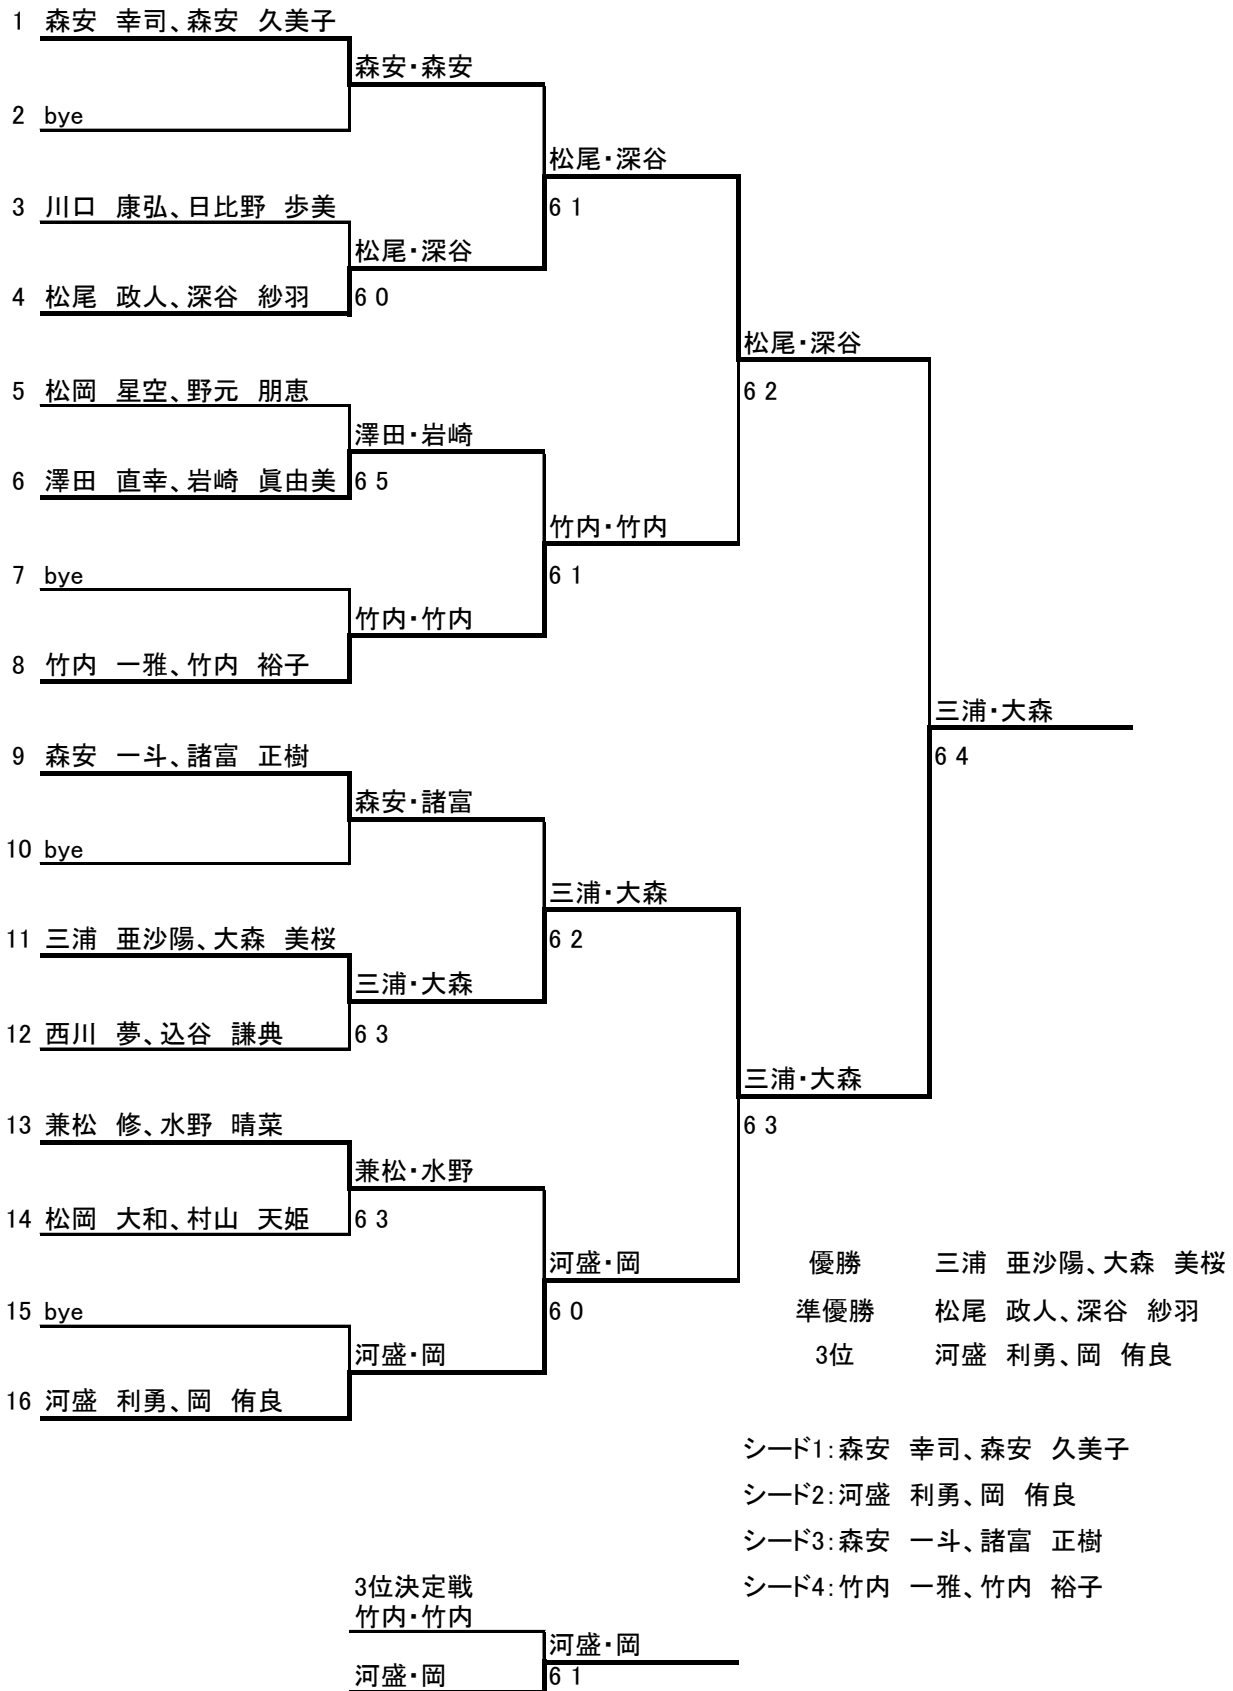 1 森安　幸司、森安　久美子
森安・森安
2 bye
松尾・深谷
3 川口　康弘、日比野　歩美
6 1
松尾・深谷
4 松尾　政人、深谷　紗羽
6 0
松尾・深谷
5 松岡　星空、野元　朋恵
6 2
澤田・岩崎
6 澤田　直幸、岩崎　眞由美
6 5
竹内・竹内
7 bye
6 1
竹内・竹内
8 竹内　一雅、竹内　裕子
三浦・大森
9 森安　一斗、諸富　正樹
6 4
森安・諸富
10 bye
三浦・大森
11 三浦　亜沙陽、大森　美桜
6 2
三浦・大森
12 西川　夢、込谷　謙典
6 3
三浦・大森
13 兼松　修、水野　晴菜
6 3
兼松・水野
14 松岡　大和、村山　天姫
6 3
河盛・岡
優勝　三浦　亜沙陽、大森　美桜
15 bye
6 0
準優勝　松尾　政人、深谷　紗羽
河盛・岡
3位　河盛　利勇、岡　侑良
16 河盛　利勇、岡　侑良
シード1：森安　幸司、森安　久美子
シード2：河盛　利勇、岡　侑良
シード3：森安　一斗、諸富　正樹
シード4：竹内　一雅、竹内　裕子
3位決定戦
竹内・竹内
河盛・岡
河盛・岡
6 1